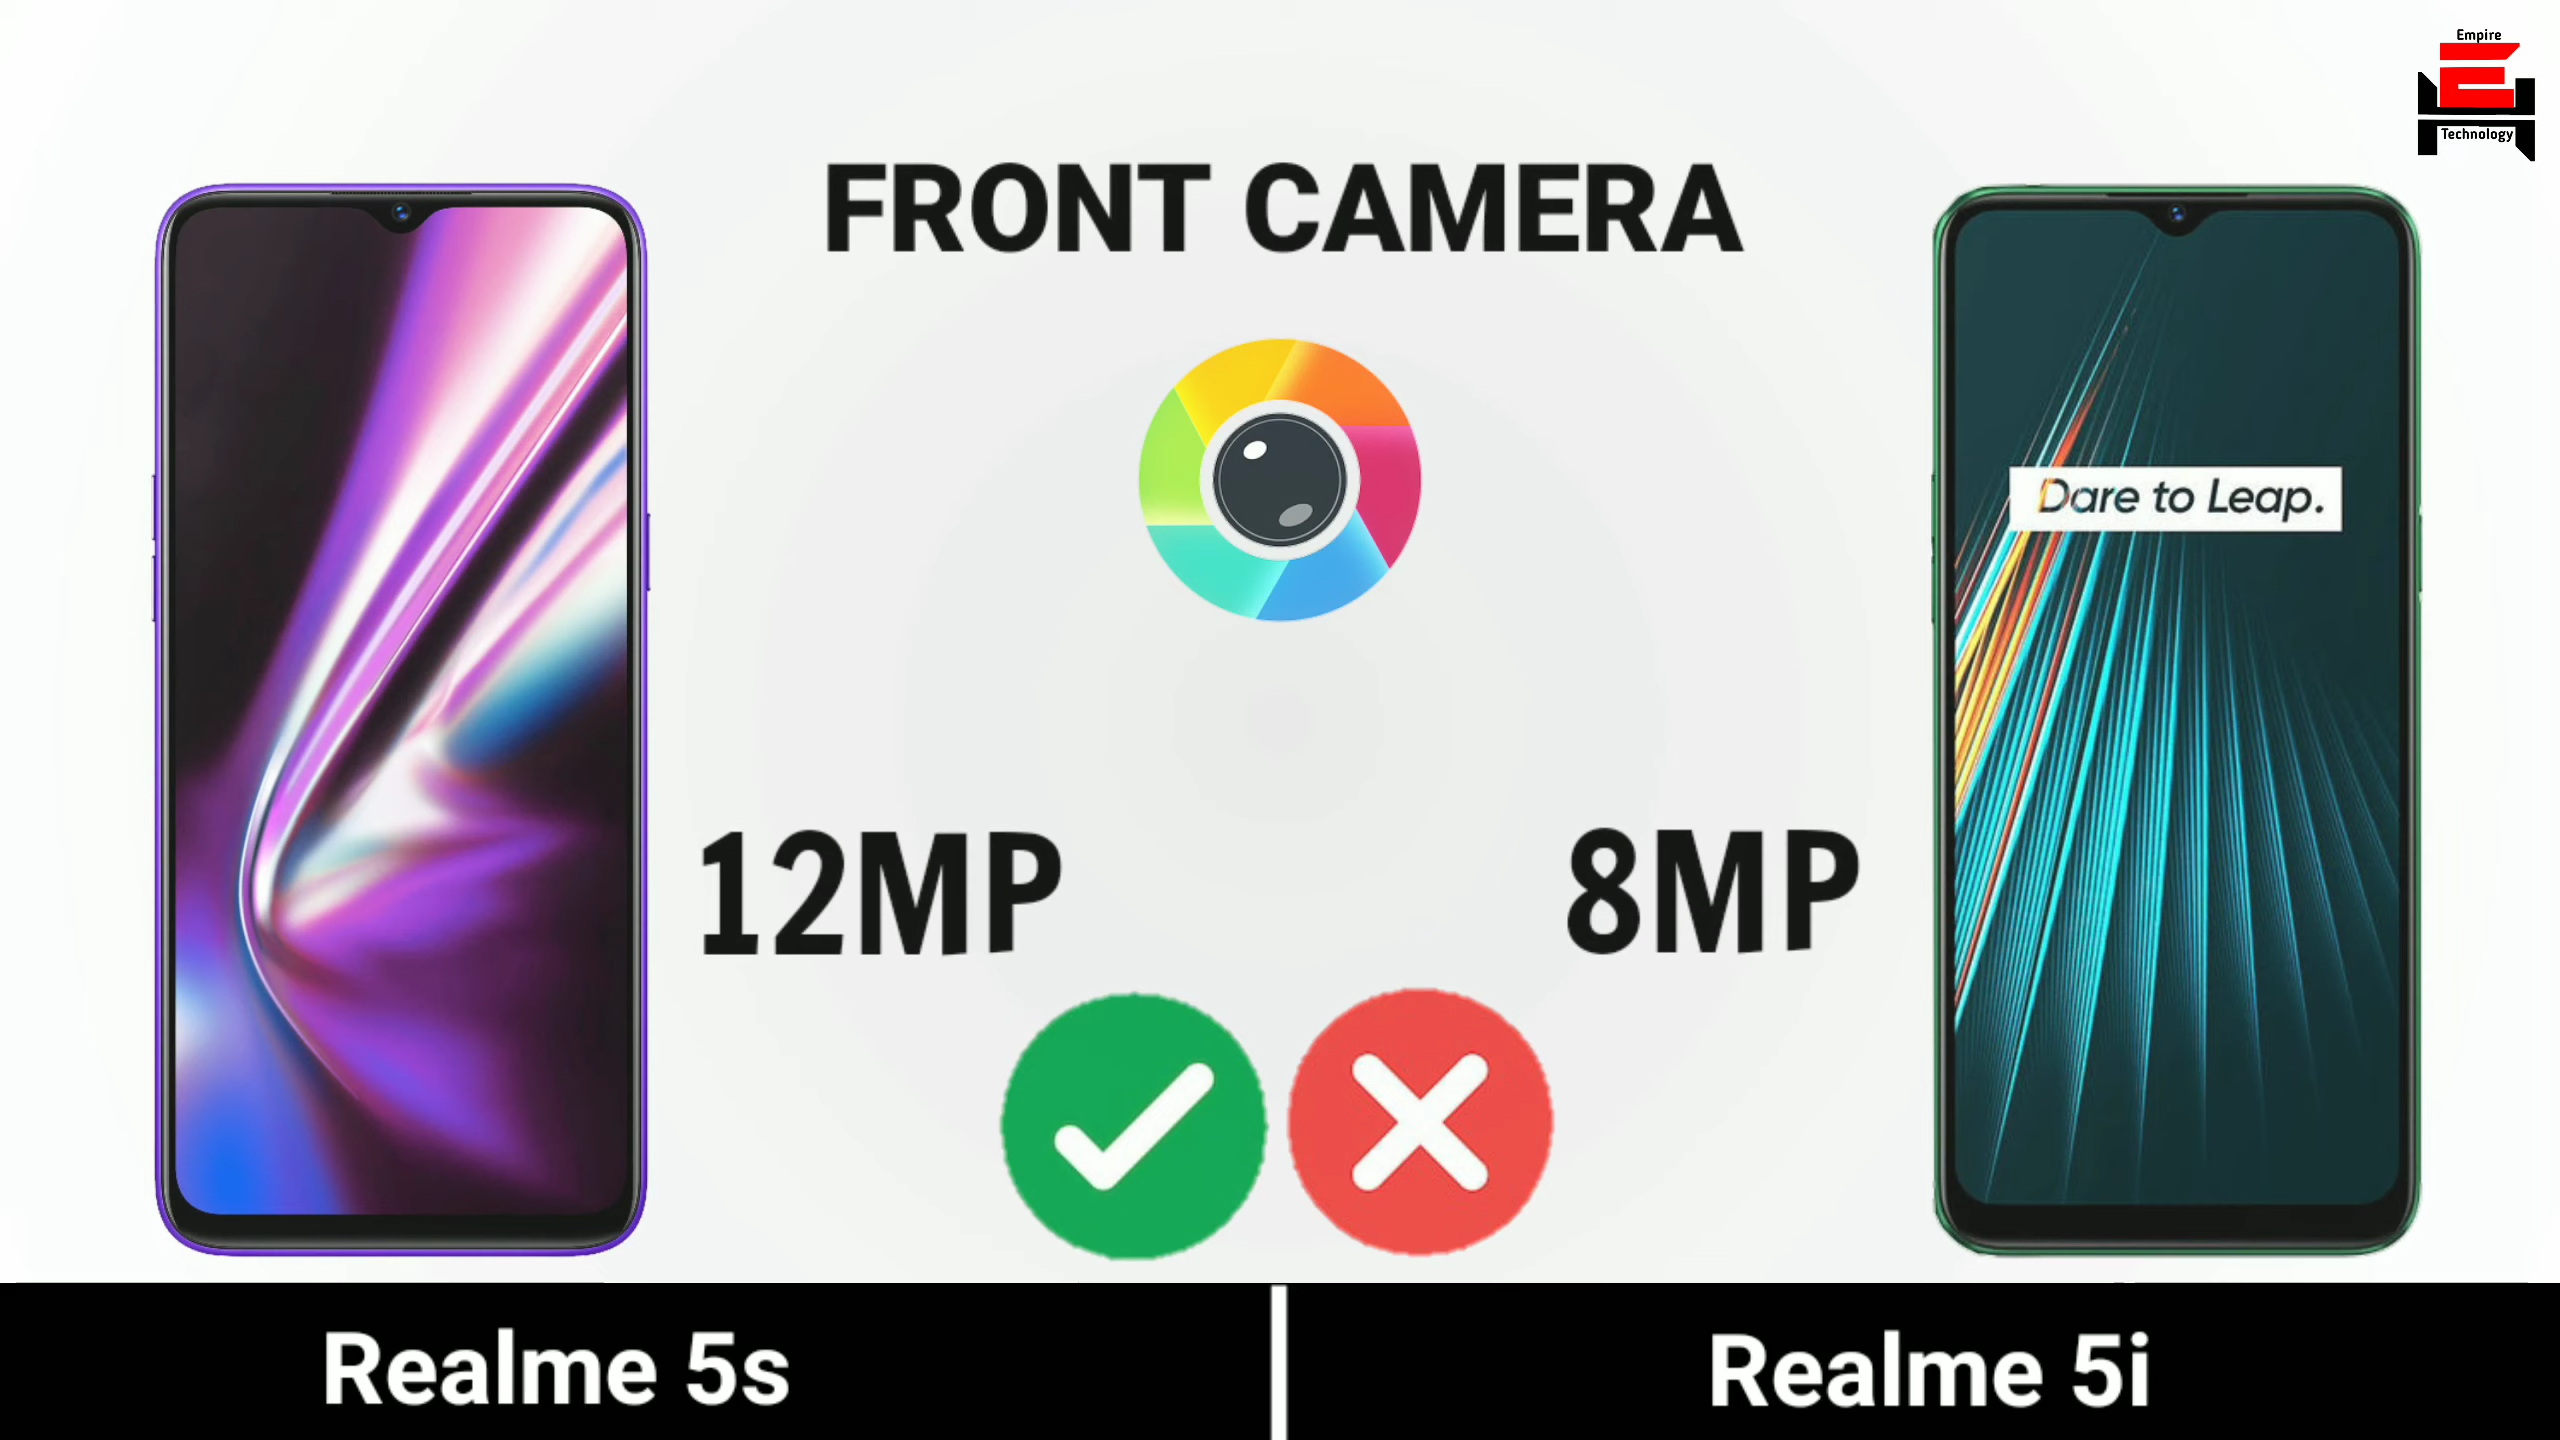 Empire
Technology
FRONT CAMERA
Dare to Leap.
12MP
8MP
Realme 5s
Realme 5i